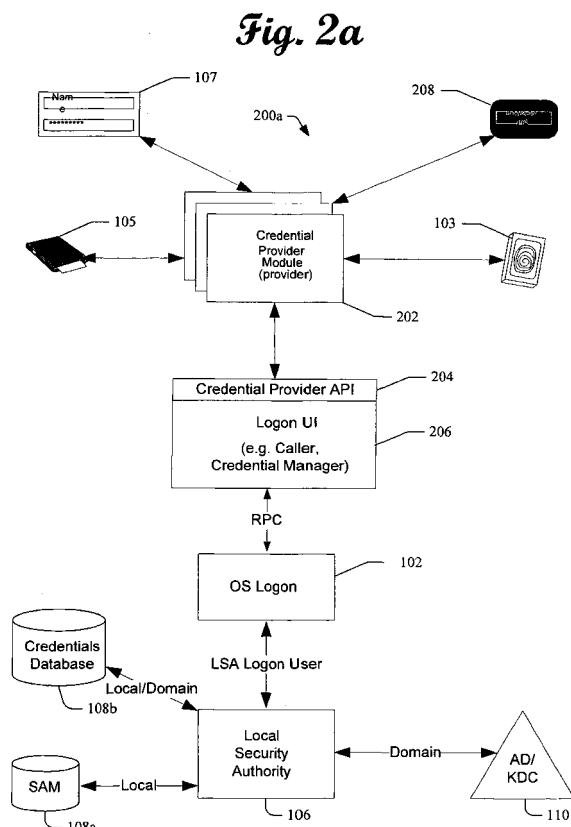 Fig. 2a
107
208
200a
Nam
e
*********
105
103
Credential
Provider
Module
(provider)
202
Credential Provider API
204
Logon UI
206
(e.g. Caller,
Credential Manager)
RPC
OS Logon
102
LSA Logon User
Credentials
Database
Local/Domain
108b
Local
Security
Authority
Domain
AD/
KDC
SAM
Local
106
110
108a